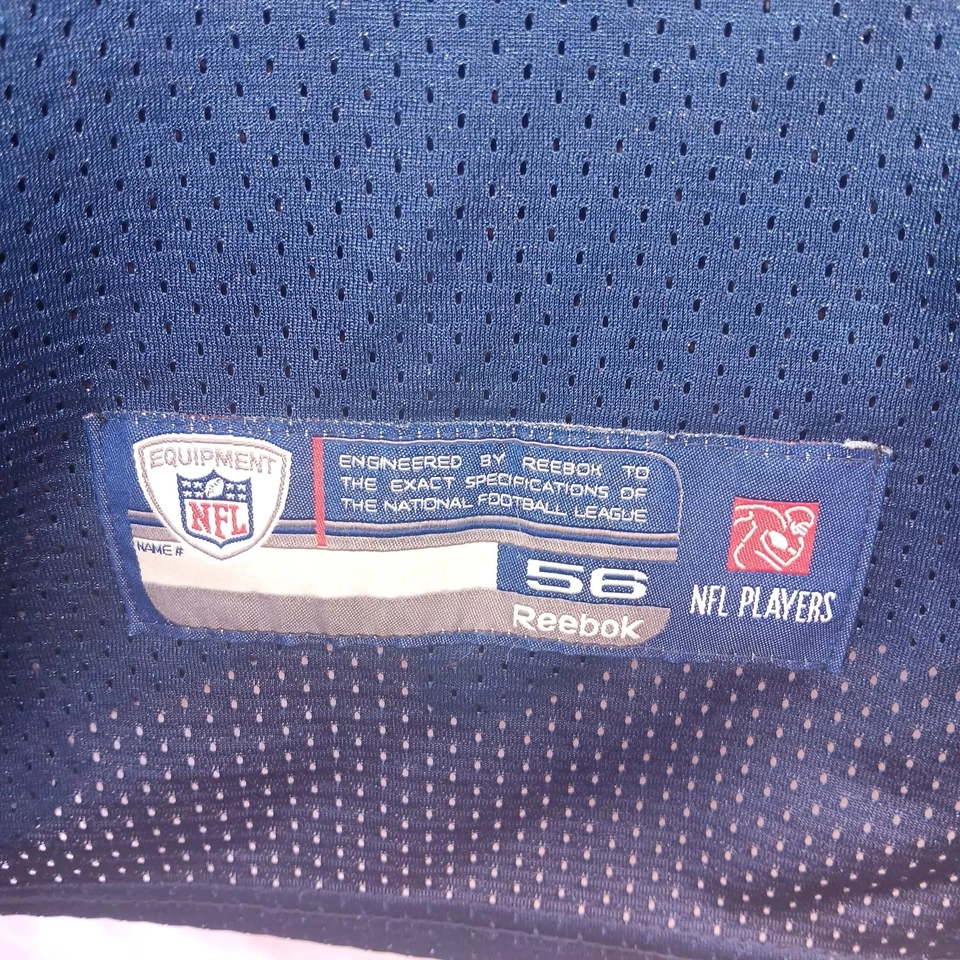 EQUIPMENT
NFL
ENGINEERED BY REEBOK TO
THE EXACT SPECIFICATIONS OF
THE NATIONAL FOOTBALL LEAGUE
NAME #
56
Reebok
NFL PLAYERS